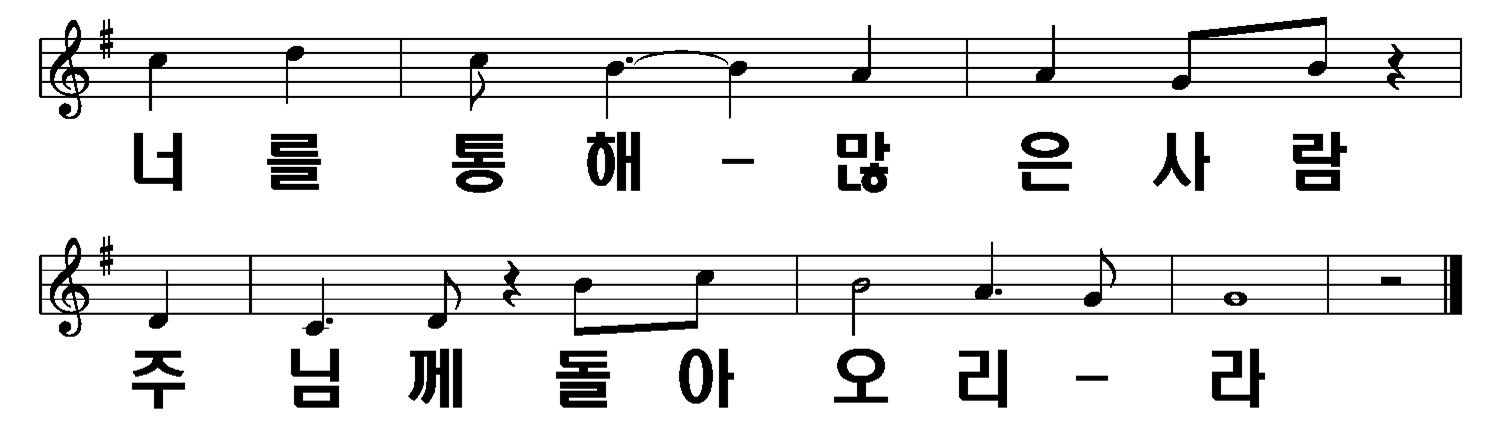 너 를 통 해 - 많 은 사 람
주 님 께 돌 아 오 리 - 라